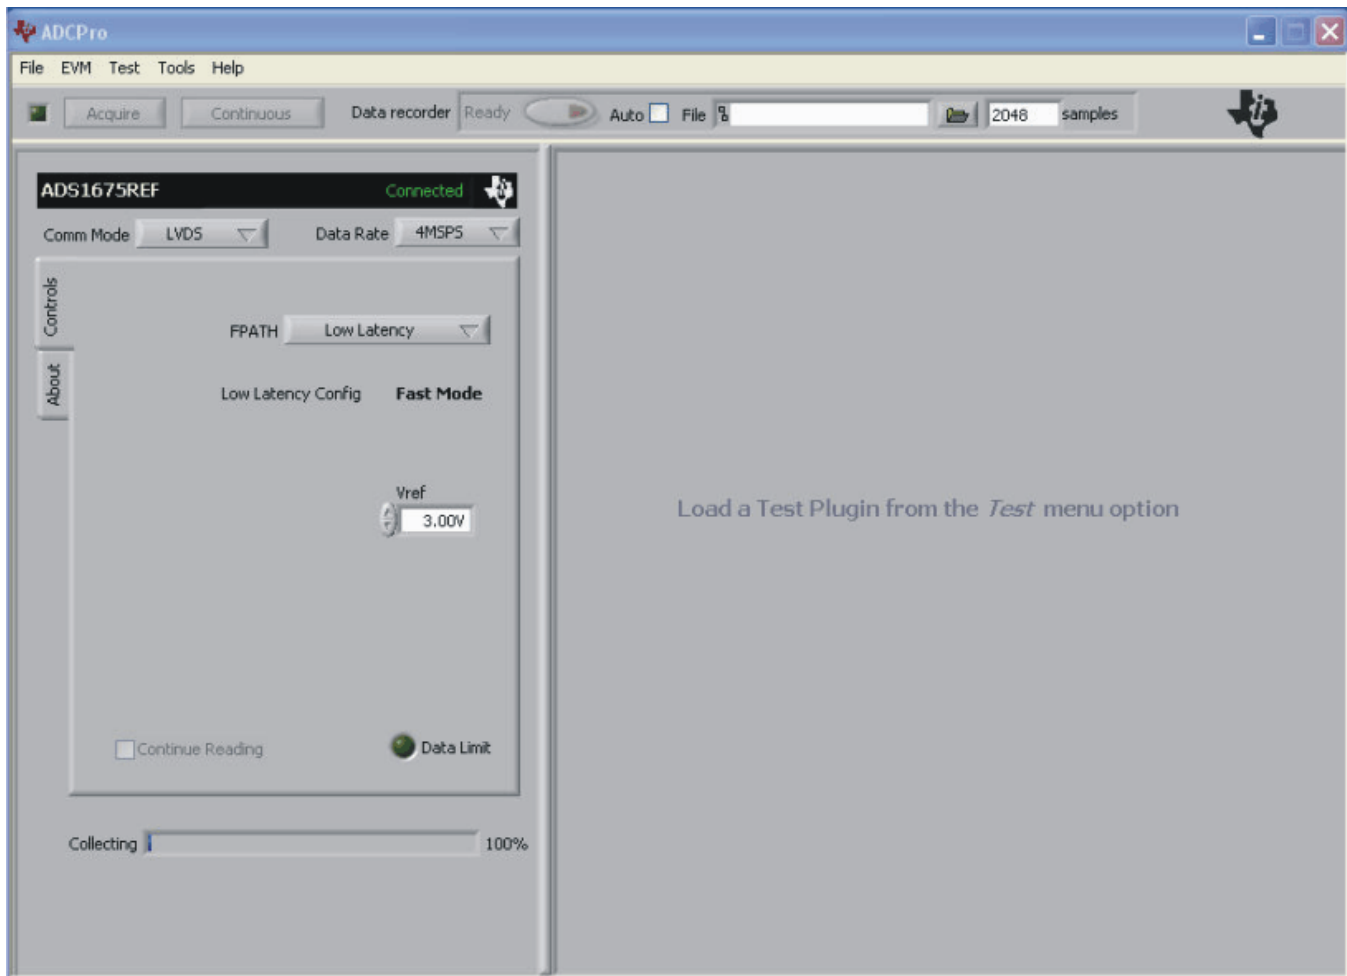 ADCPro
File EVM Test Tools Help
Acquire Continuous Data recorder Ready Auto File 2048 samples
ADS1675REF Connected
Comm Mode LVDS Data Rate 4MSPS
Controls
About
FPATH Low Latency
Low Latency Config Fast Mode
Vref
3.00V
Load a Test Plugin from the Test menu option
Continue Reading Data Limit
Collecting 100%